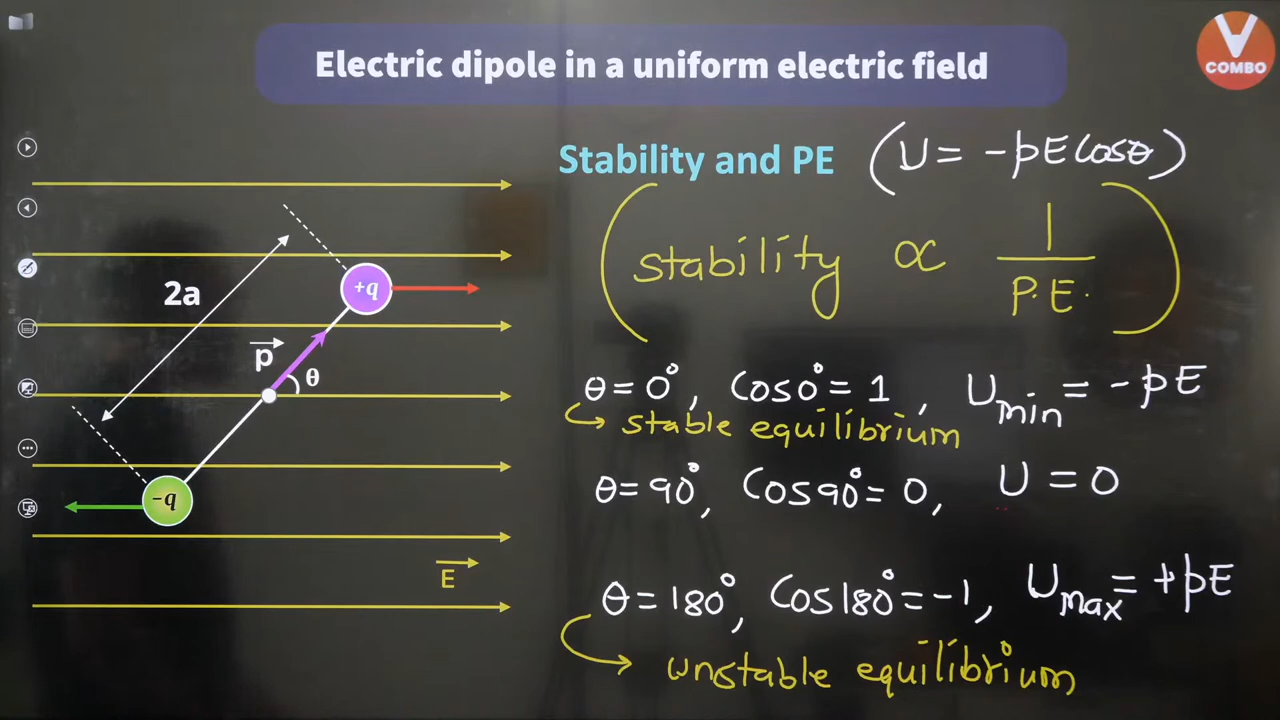 Electric dipole in a uniform electric field
V
COMBO
Stability and PE (U = -pE Cosθ)
(stability ∝ 1/P.E.)
θ = 0°, Cos0° = 1, Umin = -pE
→ stable equilibrium
θ = 90°, Cos90° = 0, U = 0
θ = 180°, Cos180° = -1, Umax = +pE
→ unstable equilibrium
2a
+q
p
θ
-q
E